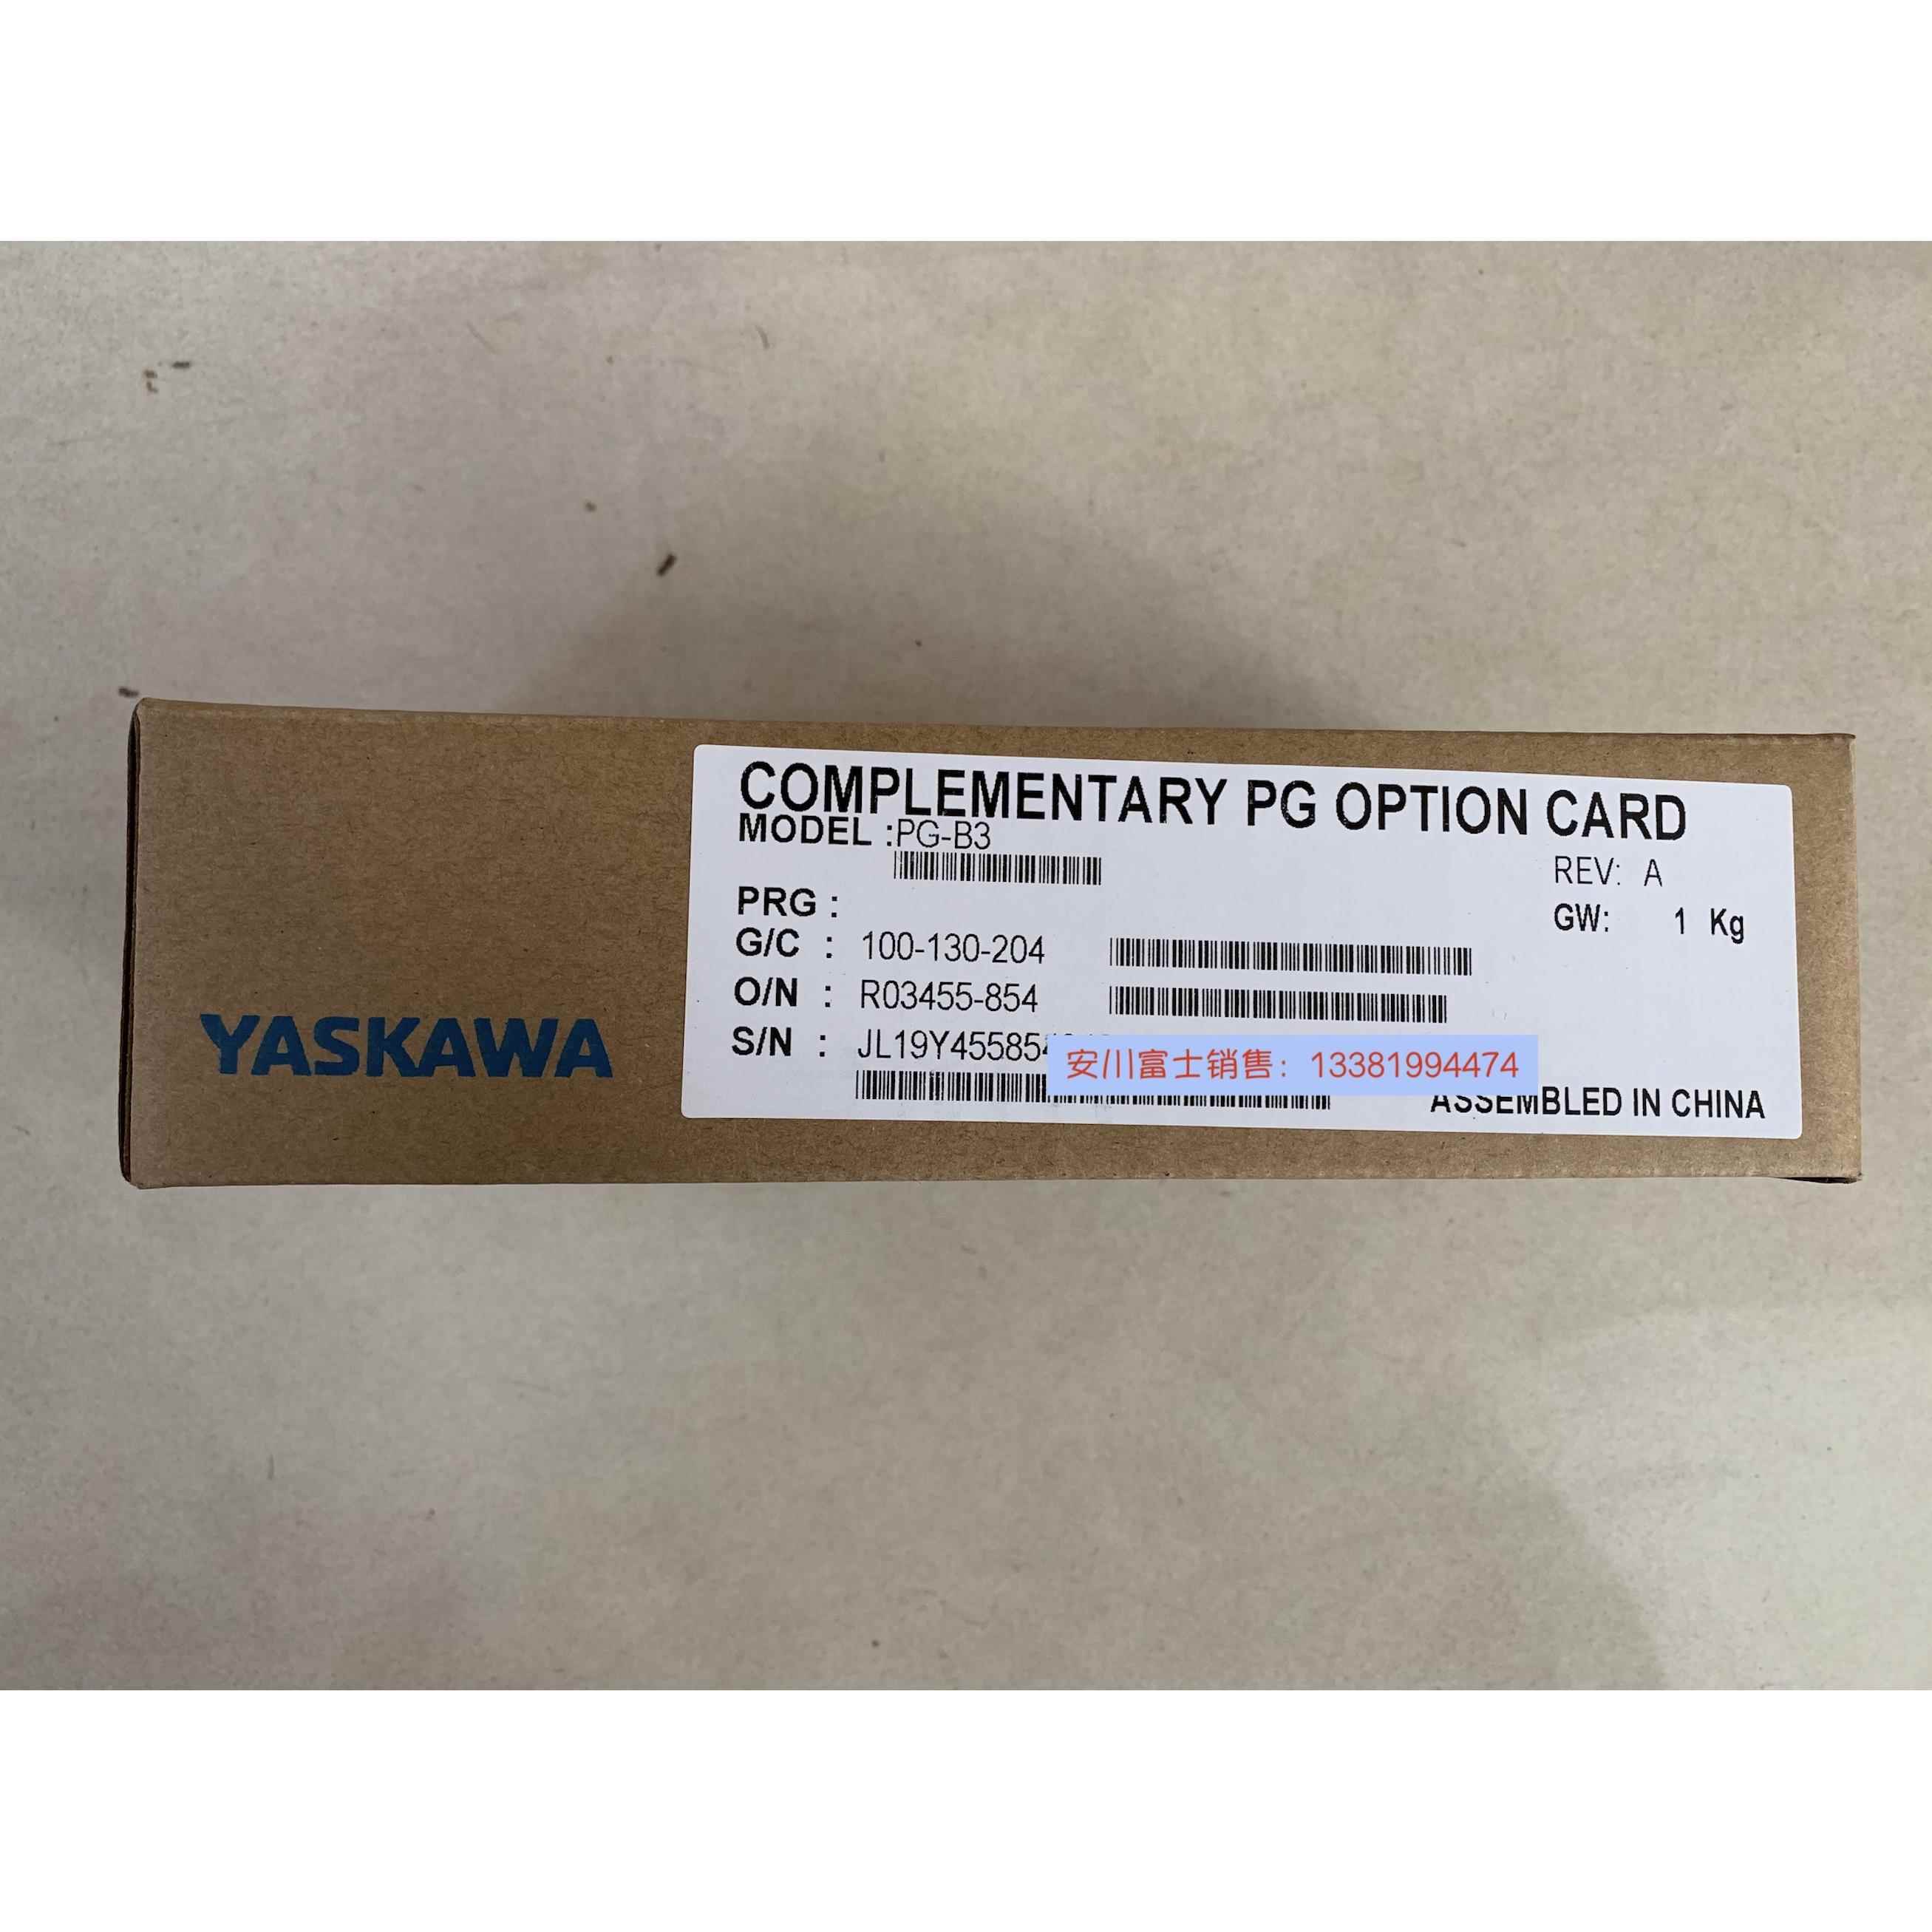 COMPLEMENTARY PG OPTION CARD
MODEL :PG-B3
REV: A
PRG :
GW: 1 Kg
G/C : 100-130-204
O/N : R03455-854
S/N :
安川富士销售：13381994474
ASSEMBLED IN CHINA
YASKAWA